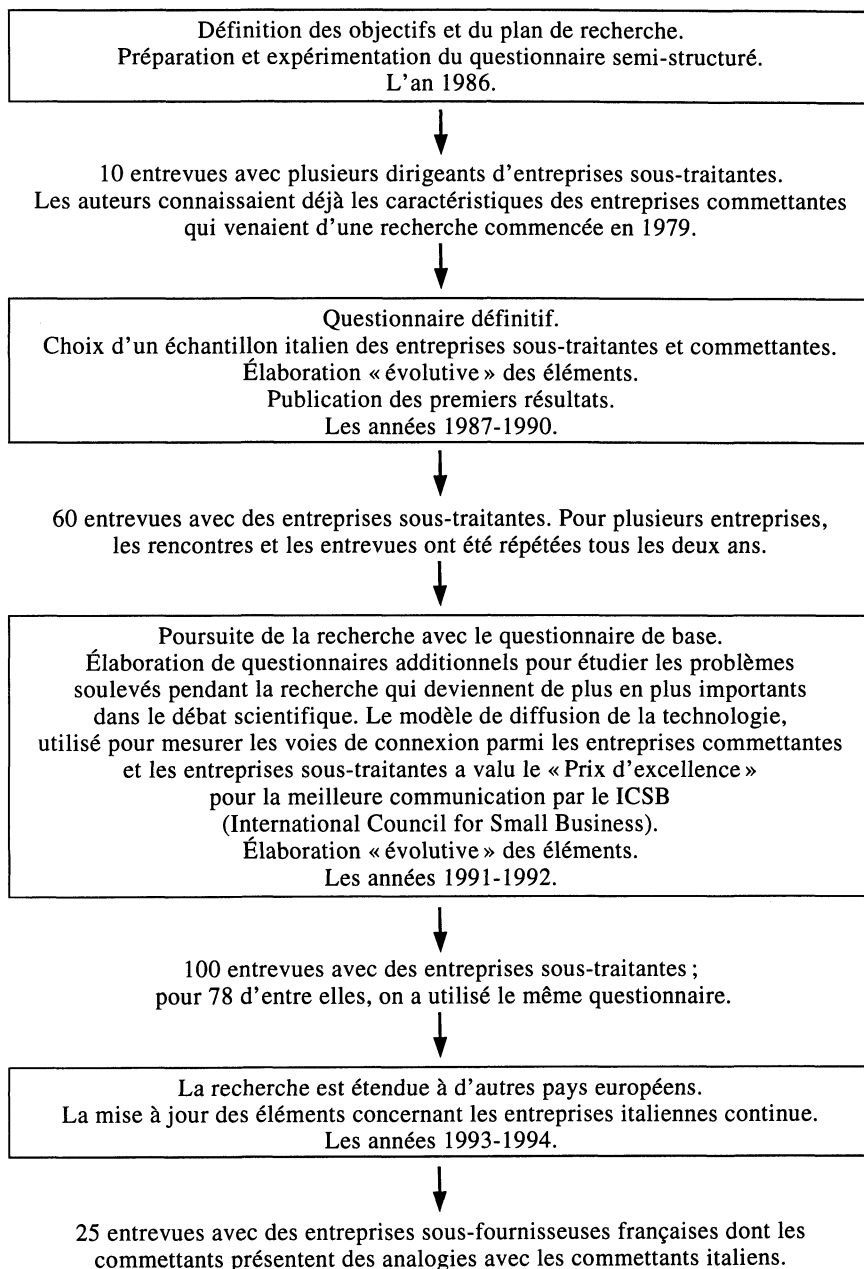 Définition des objectifs et du plan de recherche.
Préparation et expérimentation du questionnaire semi-structuré.
L'an 1986.
10 entrevues avec plusieurs dirigeants d'entreprises sous-traitantes.
Les auteurs connaissaient déjà les caractéristiques des entreprises commettantes
qui venaient d'une recherche commencée en 1979.
Questionnaire définitif.
Choix d'un échantillon italien des entreprises sous-traitantes et commettantes.
Élaboration « évolutive » des éléments.
Publication des premiers résultats.
Les années 1987-1990.
60 entrevues avec des entreprises sous-traitantes. Pour plusieurs entreprises,
les rencontres et les entrevues ont été répétées tous les deux ans.
Poursuite de la recherche avec le questionnaire de base.
Élaboration de questionnaires additionnels pour étudier les problèmes
soulevés pendant la recherche qui deviennent de plus en plus importants
dans le débat scientifique. Le modèle de diffusion de la technologie,
utilisé pour mesurer les voies de connexion parmi les entreprises commettantes
et les entreprises sous-traitantes a valu le « Prix d'excellence »
pour la meilleure communication par le ICSB
(International Council for Small Business).
Élaboration « évolutive » des éléments.
Les années 1991-1992.
100 entrevues avec des entreprises sous-traitantes ;
pour 78 d'entre elles, on a utilisé le même questionnaire.
La recherche est étendue à d'autres pays européens.
La mise à jour des éléments concernant les entreprises italiennes continue.
Les années 1993-1994.
25 entrevues avec des entreprises sous-fournisseuses françaises dont les
commettants présentent des analogies avec les commettants italiens.